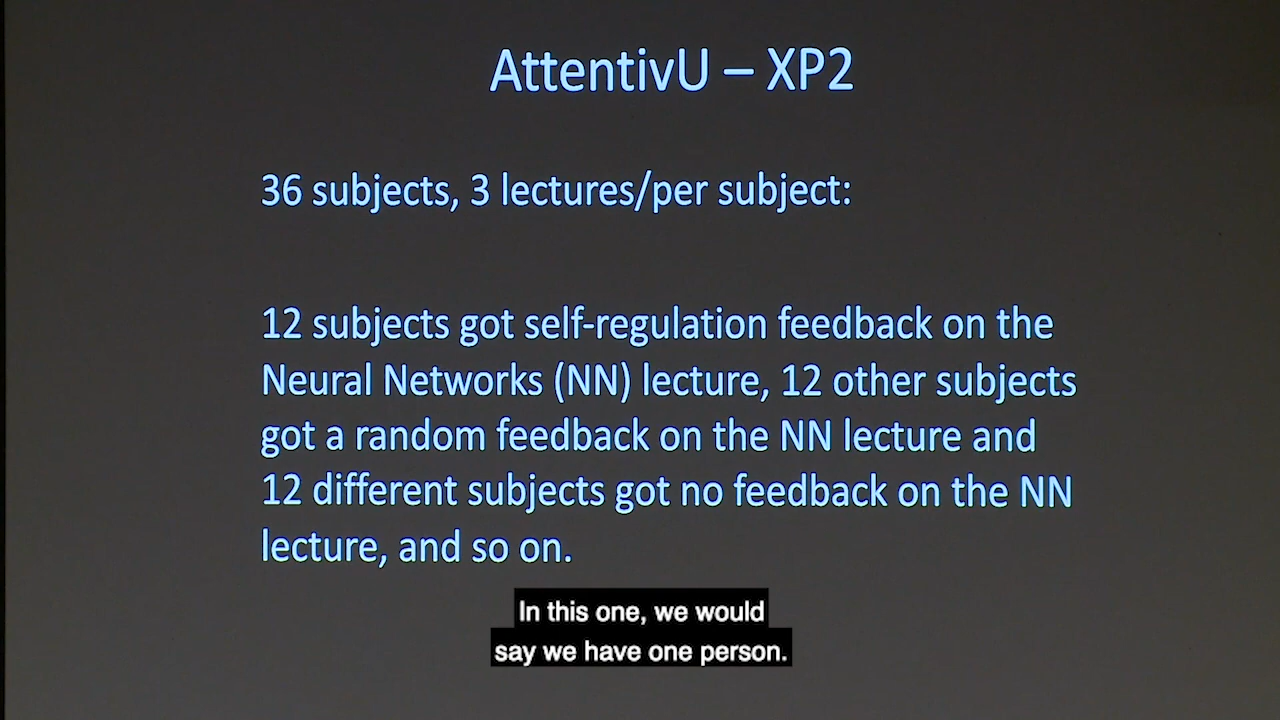 AttentivU – XP2
36 subjects, 3 lectures/per subject:
12 subjects got self-regulation feedback on the
Neural Networks (NN) lecture, 12 other subjects
got a random feedback on the NN lecture and
12 different subjects got no feedback on the NN
lecture, and so on.
In this one, we would
say we have one person.